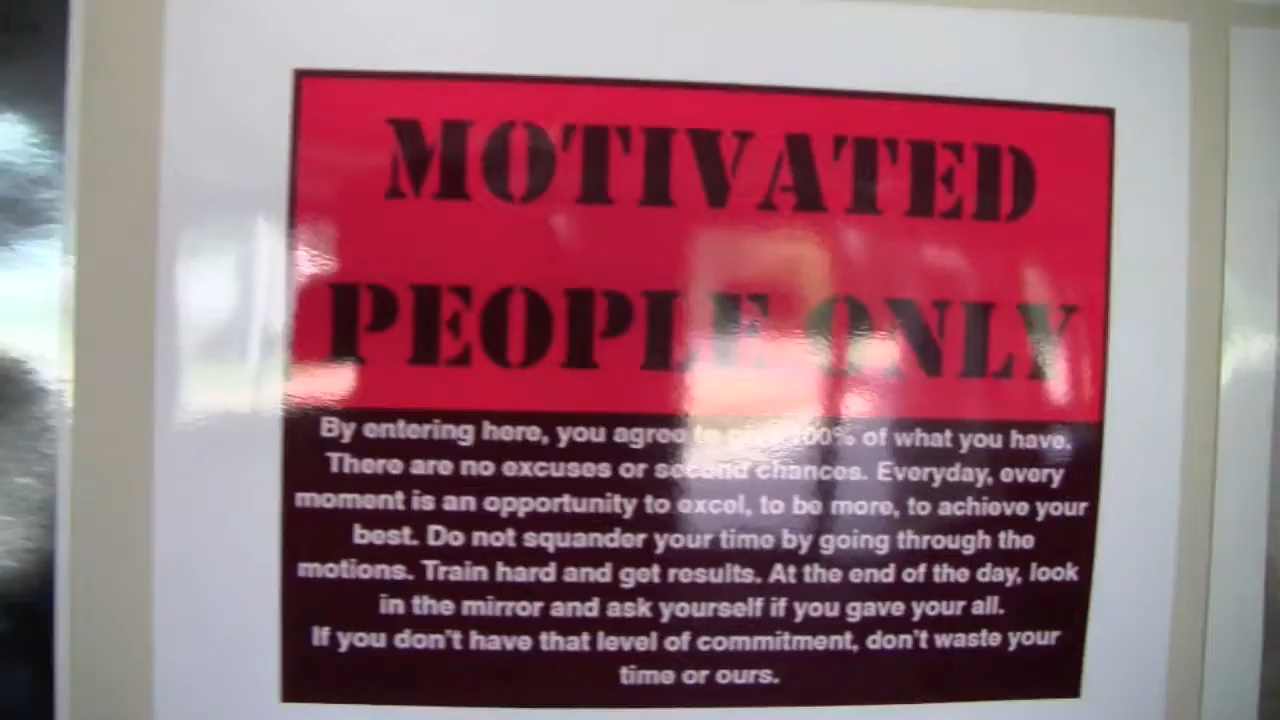 MOTIVATED
PEOPLE ONLY
By entering here, you agree to give 100% of what you have.
There are no excuses or second chances. Everyday, every
moment is an opportunity to excel, to be more, to achieve your
best. Do not squander your time by going through the
motions. Train hard and get results. At the end of the day, look
in the mirror and ask yourself if you gave your all.
If you don't have that level of commitment, don't waste your
time or ours.